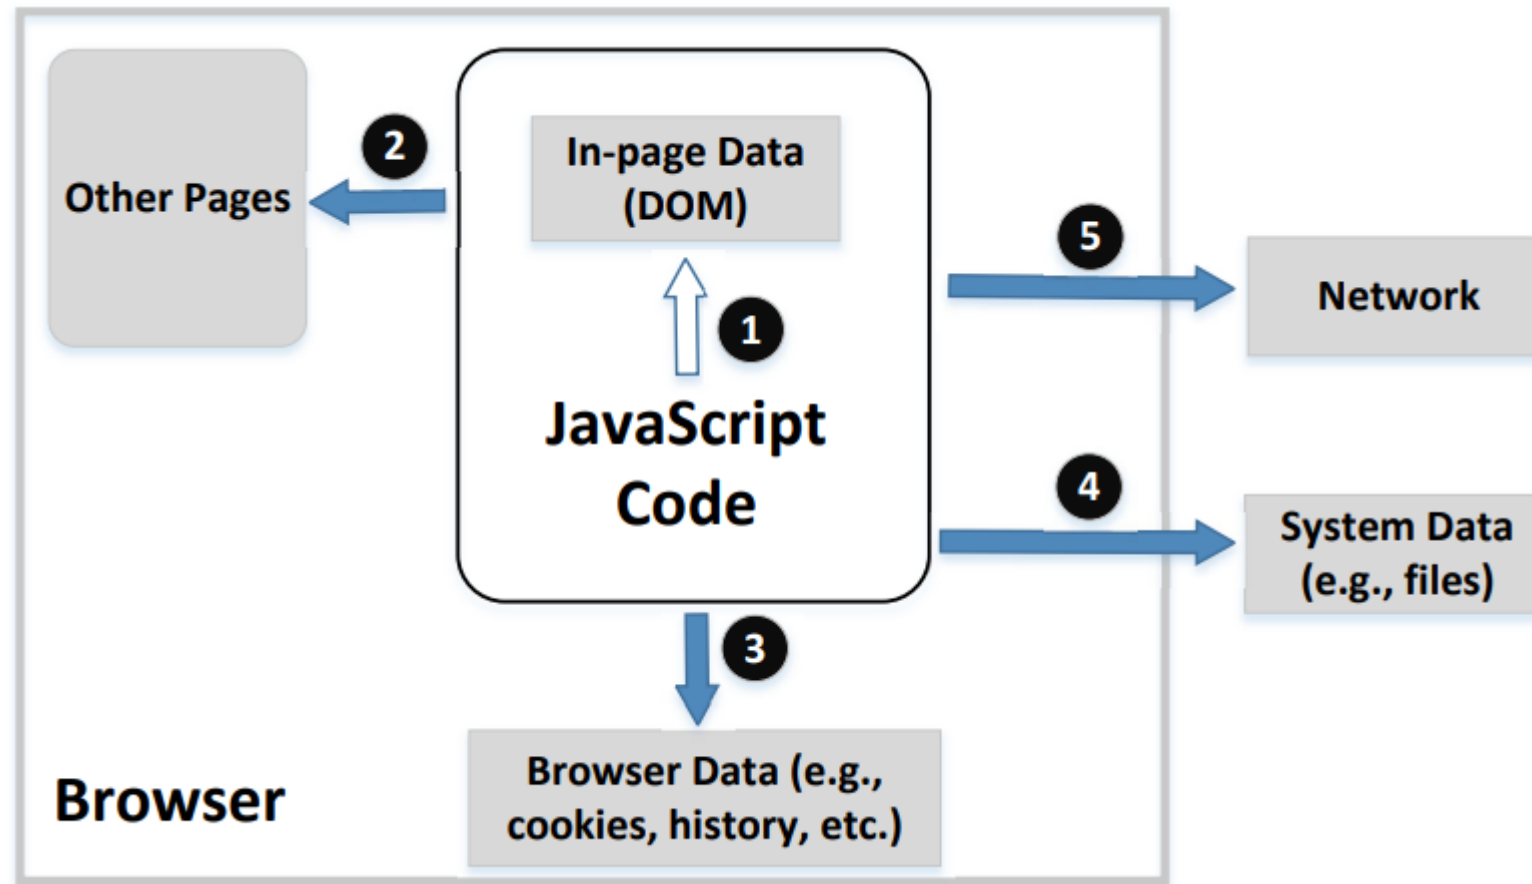 Other Pages
2
In-page Data
(DOM)
1
JavaScript
Code
5
Network
4
System Data
(e.g., files)
3
Browser Data (e.g.,
cookies, history, etc.)
Browser